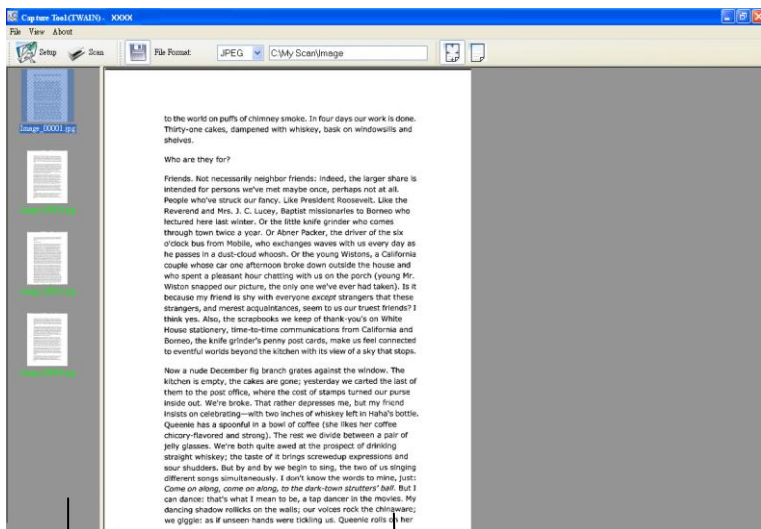 Capture Tool(TWAIN)- XXXX
File View About
Setup Scan File Format: JPEG C:\My Scan\Image
Image_00001.jpg
to the world on puffs of chimney smoke. In four days our work is done.
Thirty-one cakes, dampened with whiskey, bask on windowsills and
shelves.
Who are they for?
Friends. Not necessarily neighbor friends: indeed, the larger share is
intended for persons we've met maybe once, perhaps not at all.
People who've struck our fancy. Like President Roosevelt. Like the
Reverend and Mrs. J. C. Lucey, Baptist missionaries to Borneo who
lectured here last winter. Or the little knife grinder who comes
through town twice a year. Or Abner Packer, the driver of the six
o'clock bus from Mobile, who exchanges waves with us every day as
he passes in a dust-cloud whoosh. Or the young Wistons, a California
couple whose car one afternoon broke down outside the house and
who spent a pleasant hour chatting with us on the porch (young Mr.
Wiston snapped our picture, the only one we've ever had taken). Is it
because my friend is shy with everyone except strangers that these
strangers, and merest acquaintances, seem to us our truest friends? I
think yes. Also, the scrapbooks we keep of thank-you's on White
House stationery, time-to-time communications from California and
Borneo, the knife grinder's penny post cards, make us feel connected
to eventful worlds beyond the kitchen with its view of a sky that stops.
Now a nude December fig branch grates against the window. The
kitchen is empty, the cakes are gone; yesterday we carted the last of
them to the post office, where the cost of stamps turned our purse
inside out. We're broke. That rather depresses me, but my friend
insists on celebrating—with two inches of whiskey left in Haha's bottle.
Queenie has a spoonful in a bowl of coffee (she likes her coffee
chicory-flavored and strong). The rest we divide between a pair of
jelly glasses. We're both quite awed at the prospect of drinking
straight whiskey; the taste of it brings screwedup expressions and
sour shudders. But by and by we begin to sing, the two of us singing
different songs simultaneously. I don't know the words to mine, just:
Come on along, come on along, to the dark-town strutters' ball. But I
can dance: that's what I mean to be, a tap dancer in the movies. My
dancing shadow rollicks on the walls; our voices rock the chinaware;
we giggle: as if unseen hands were tickling us. Queenie rolls on her